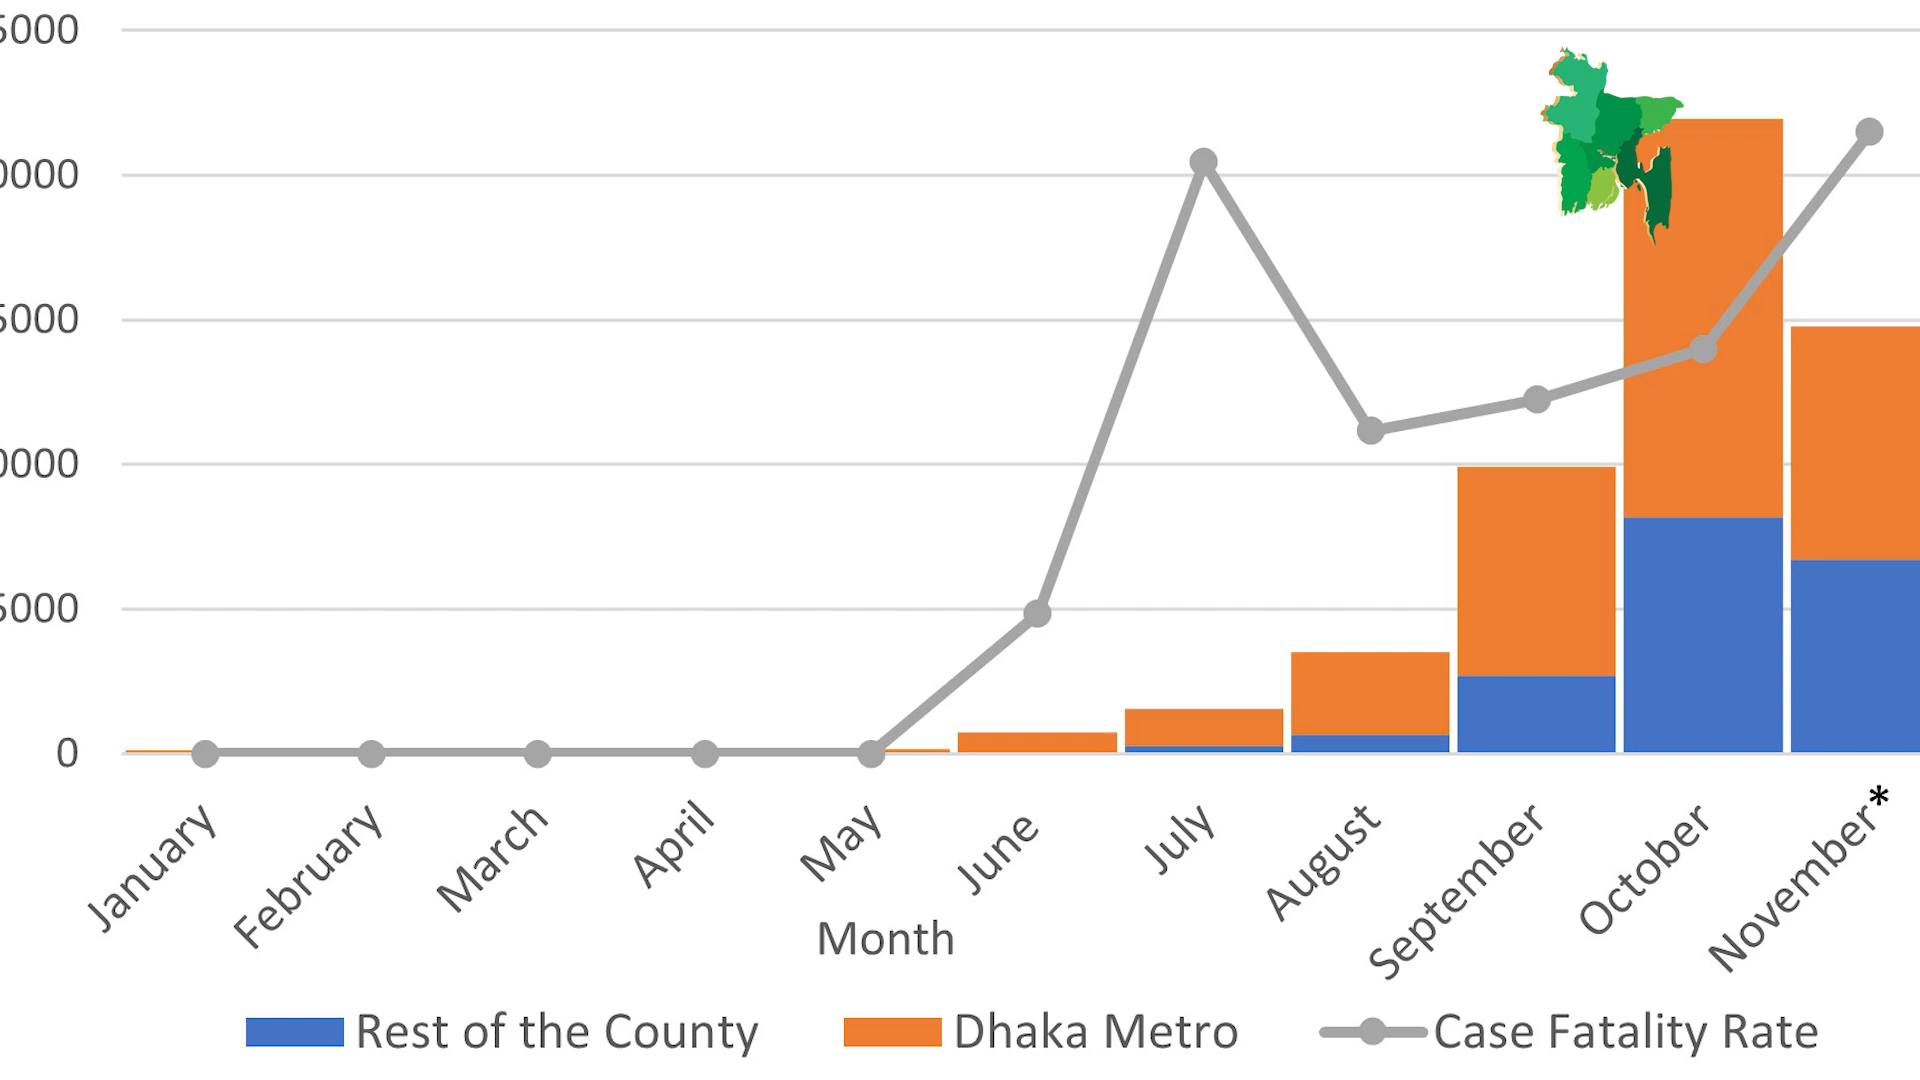 5000
0000
5000
0000
5000
0
January
February
March
April
May
June
July
August
September
October
November*
Month
Rest of the County
Dhaka Metro
Case Fatality Rate